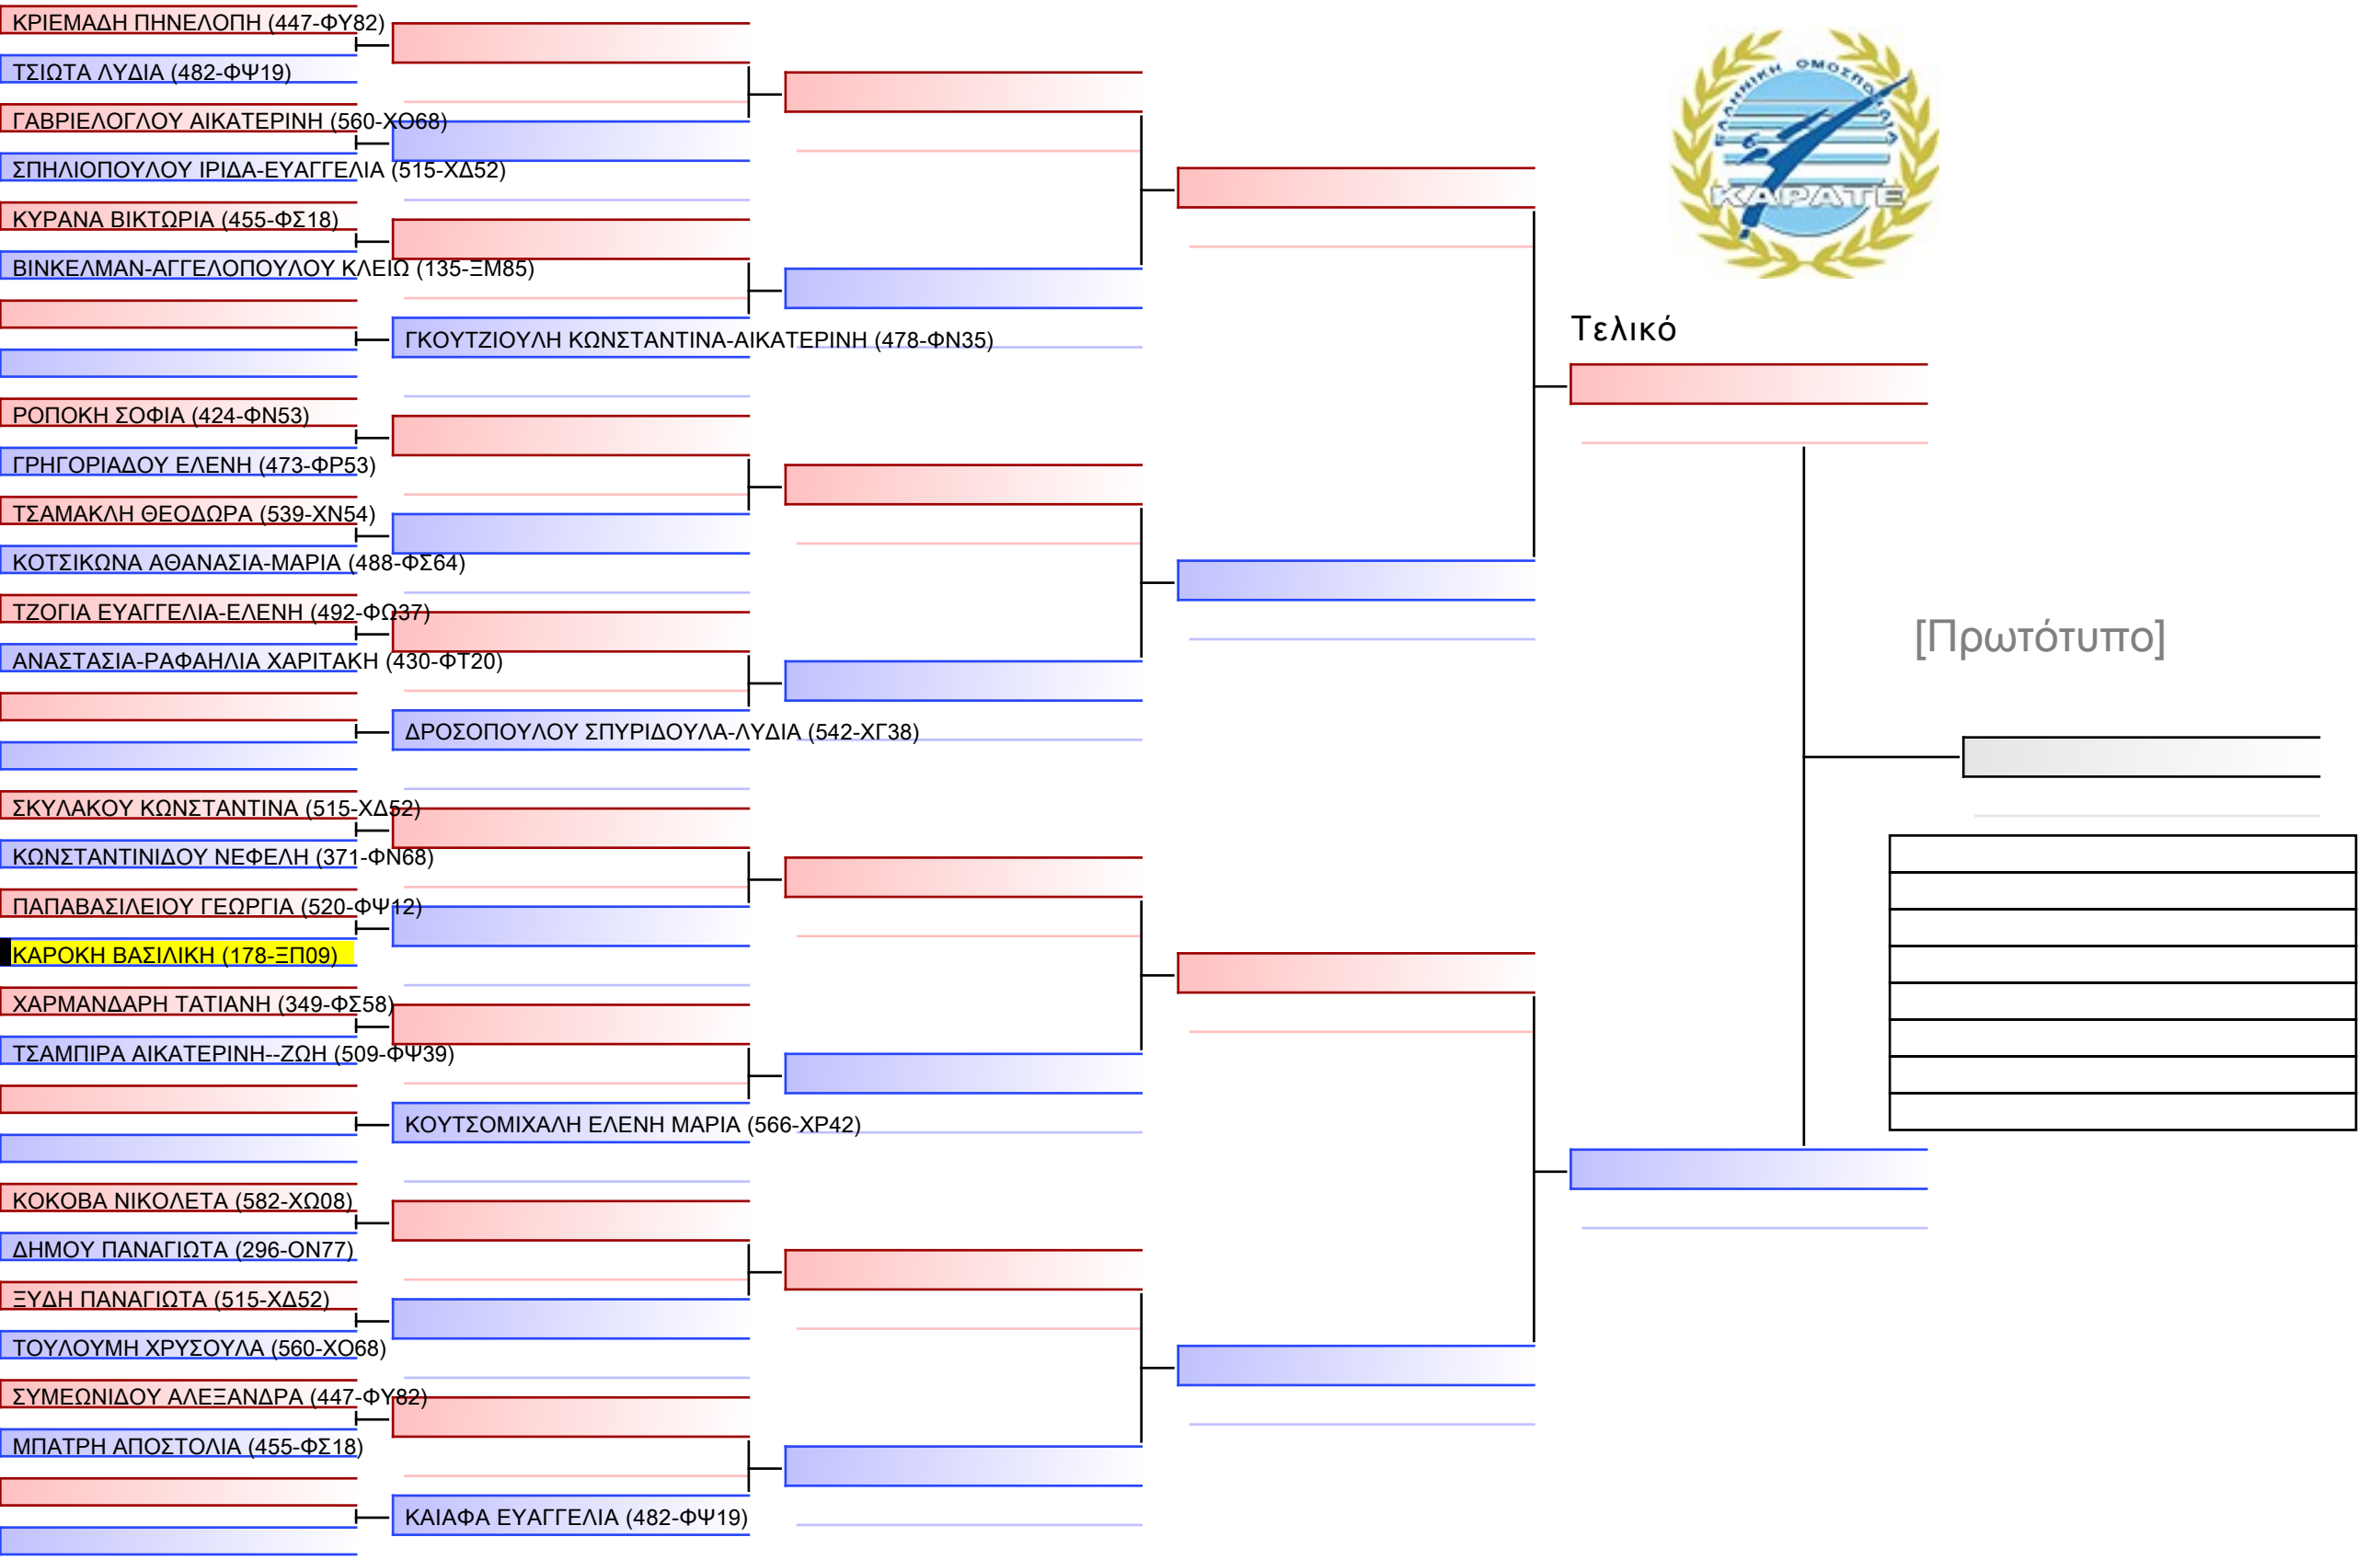 ΚΡΙΕΜΑΔΗ ΠΗΝΕΛΟΠΗ (447-ΦΥ82)
ΤΣΙΩΤΑ ΛΥΔΙΑ (482-ΦΨ19)
ΓΑΒΡΙΕΛΟΓΛΟΥ ΑΙΚΑΤΕΡΙΝΗ (560-ΧΟ68)
ΣΠΗΛΙΟΠΟΥΛΟΥ ΙΡΙΔΑ-ΕΥΑΓΓΕΛΙΑ (515-ΧΔ52)
ΚΥΡΑΝΑ ΒΙΚΤΩΡΙΑ (455-ΦΣ18)
ΒΙΝΚΕΛΜΑΝ-ΑΓΓΕΛΟΠΟΥΛΟΥ ΚΛΕΙΩ (135-ΞΜ85)
ΓΚΟΥΤΖΙΟΥΛΗ ΚΩΝΣΤΑΝΤΙΝΑ-ΑΙΚΑΤΕΡΙΝΗ (478-ΦΝ35)
ΡΟΠΟΚΗ ΣΟΦΙΑ (424-ΦΝ53)
ΓΡΗΓΟΡΙΑΔΟΥ ΕΛΕΝΗ (473-ΦΡ53)
ΤΣΑΜΑΚΛΗ ΘΕΟΔΩΡΑ (539-ΧΝ54)
ΚΟΤΣΙΚΩΝΑ ΑΘΑΝΑΣΙΑ-ΜΑΡΙΑ (488-ΦΣ64)
ΤΖΟΓΙΑ ΕΥΑΓΓΕΛΙΑ-ΕΛΕΝΗ (492-ΦΩ37)
ΑΝΑΣΤΑΣΙΑ-ΡΑΦΑΗΛΙΑ ΧΑΡΙΤΑΚΗ (430-ΦΤ20)
ΔΡΟΣΟΠΟΥΛΟΥ ΣΠΥΡΙΔΟΥΛΑ-ΛΥΔΙΑ (542-ΧΓ38)
ΣΚΥΛΑΚΟΥ ΚΩΝΣΤΑΝΤΙΝΑ (515-ΧΔ52)
ΚΩΝΣΤΑΝΤΙΝΙΔΟΥ ΝΕΦΕΛΗ (371-ΦΝ68)
ΠΑΠΑΒΑΣΙΛΕΙΟΥ ΓΕΩΡΓΙΑ (520-ΦΨ12)
ΚΑΡΟΚΗ ΒΑΣΙΛΙΚΗ (178-ΞΠ09)
ΧΑΡΜΑΝΔΑΡΗ ΤΑΤΙΑΝΗ (349-ΦΣ58)
ΤΣΑΜΠΙΡΑ ΑΙΚΑΤΕΡΙΝΗ--ΖΩΗ (509-ΦΨ39)
ΚΟΥΤΣΟΜΙΧΑΛΗ ΕΛΕΝΗ ΜΑΡΙΑ (566-ΧΡ42)
ΚΟΚΟΒΑ ΝΙΚΟΛΕΤΑ (582-ΧΩ08)
ΔΗΜΟΥ ΠΑΝΑΓΙΩΤΑ (296-ΟΝ77)
ΞΥΔΗ ΠΑΝΑΓΙΩΤΑ (515-ΧΔ52)
ΤΟΥΛΟΥΜΗ ΧΡΥΣΟΥΛΑ (560-ΧΟ68)
ΣΥΜΕΩΝΙΔΟΥ ΑΛΕΞΑΝΔΡΑ (447-ΦΥ82)
ΜΠΑΤΡΗ ΑΠΟΣΤΟΛΙΑ (455-ΦΣ18)
ΚΑΙΑΦΑ ΕΥΑΓΓΕΛΙΑ (482-ΦΨ19)
ΕΛΛΗΝΙΚΗ ΟΜΟΣΠΟΝΔΙΑ
ΚΑΡΑΤΕ
Τελικό
[Πρωτότυπο]